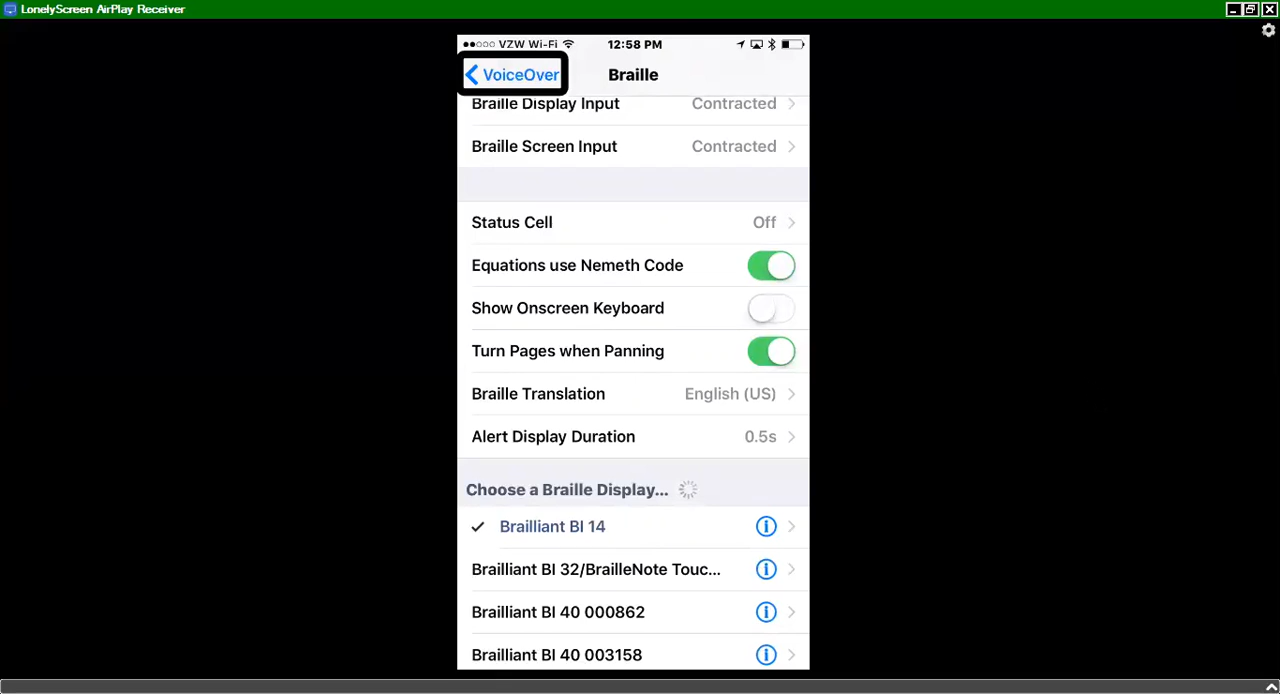 LonelyScreen AirPlay Receiver
VZW Wi-Fi 12:58 PM
VoiceOver Braille
Braille Display Input Contracted
Braille Screen Input Contracted
Status Cell Off
Equations use Nemeth Code
Show Onscreen Keyboard
Turn Pages when Panning
Braille Translation English (US)
Alert Display Duration 0.5s
Choose a Braille Display...
Brailliant BI 14
Brailliant BI 32/BrailleNote Touc...
Brailliant BI 40 000862
Brailliant BI 40 003158